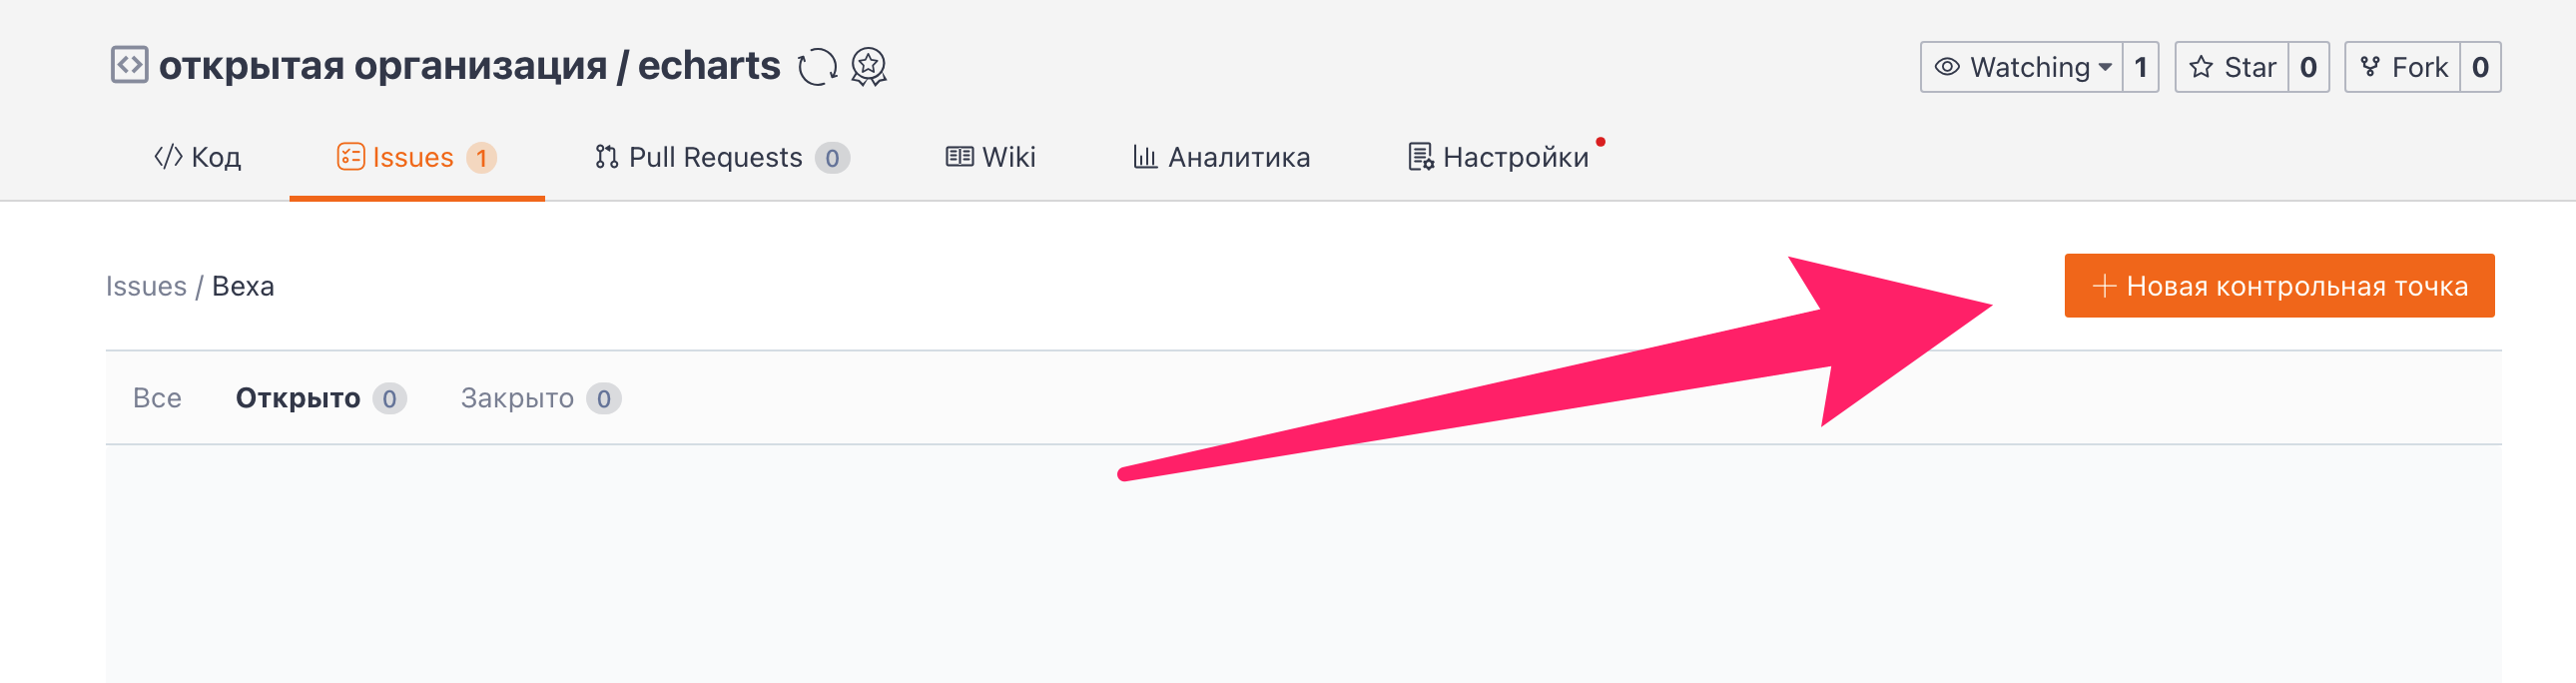 открытая организация / echarts
Watching 1 Star 0 Fork 0
Код Issues 1 Pull Requests 0 Wiki Аналитика Настройки
Issues / Веха
+ Новая контрольная точка
Все Открыто 0 Закрыто 0